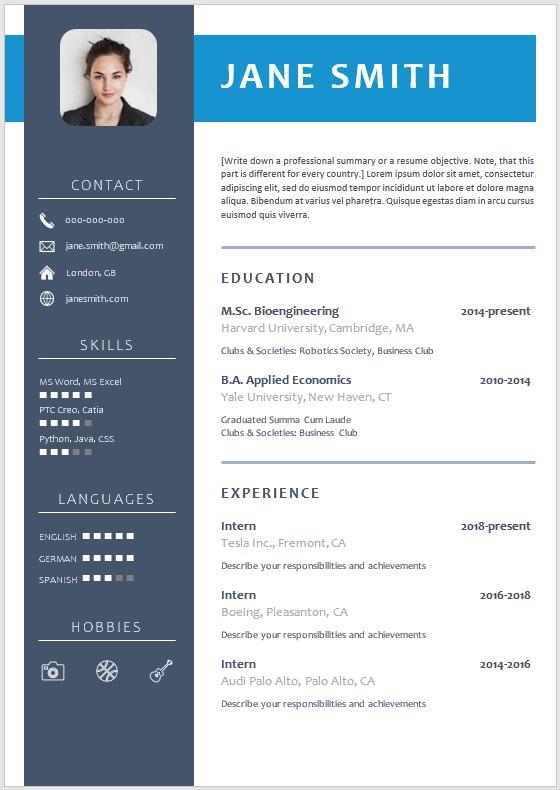 JANE SMITH
CONTACT
000-000-000
jane.smith@gmail.com
London, GB
janesmith.com
SKILLS
MS Word, MS Excel
PTC Creo, Catia
Python, Java, CSS
LANGUAGES
ENGLISH
GERMAN
SPANISH
HOBBIES
[Write down a professional summary or a resume objective. Note, that this
part is different for every country.] Lorem ipsum dolor sit amet, consectetur
adipiscing elit, sed do eiusmod tempor incididunt ut labore et dolore magna
aliqua. Bibendum at varius vel pharetra. Quisque egestas diam in arcu cursus
euismod quis viverra.
EDUCATION
M.Sc. Bioengineering 2014-present
Harvard University, Cambridge, MA
Clubs & Societies: Robotics Society, Business Club
B.A. Applied Economics 2010-2014
Yale University, New Haven, CT
Graduated Summa Cum Laude
Clubs & Societies: Business Club
EXPERIENCE
Intern 2018-present
Tesla Inc., Fremont, CA
Describe your responsibilities and achievements
Intern 2016-2018
Boeing, Pleasanton, CA
Describe your responsibilities and achievements
Intern 2014-2016
Audi Palo Alto, Palo Alto, CA
Describe your responsibilities and achievements